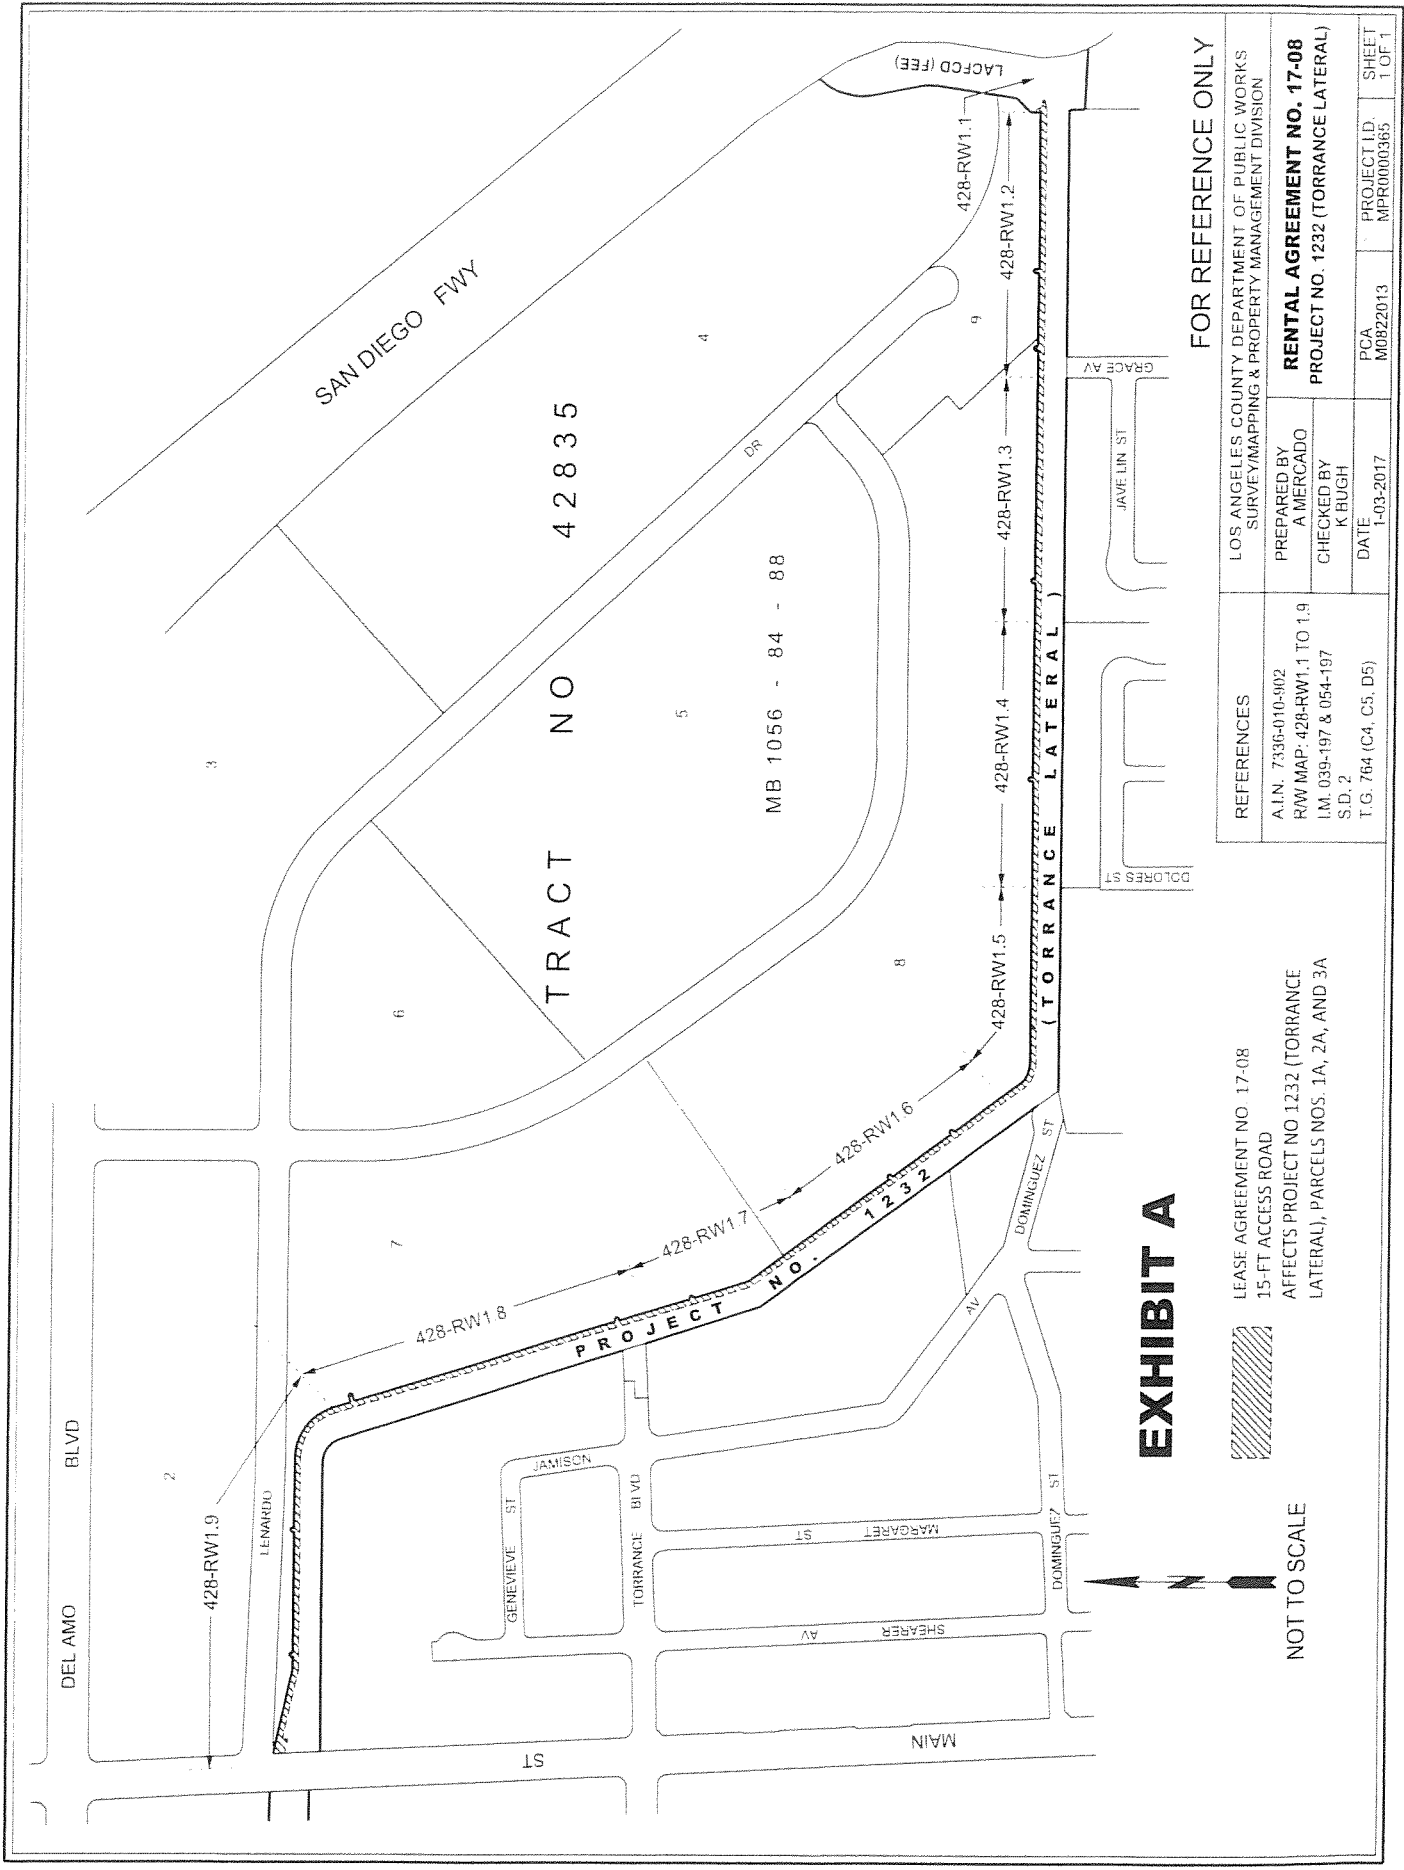 DEL AMO BLVD
SAN DIEGO FWY
LENARDO
DR
TRACT NO 42835
MB 1056 - 84 - 88
2
3
4
5
6
7
8
9
428-RW1.9
428-RW1.8
428-RW1.7
428-RW1.6
428-RW1.5
428-RW1.4
428-RW1.3
428-RW1.2
428-RW1.1
LACFCD (FEE)
PROJECT NO. 1232
( TORRANCE LATERAL )
MAIN ST
GENEVIEVE ST
JAMISON
TORRANCE BLVD
SHEARER AV
MARGARET ST
DOMINGUEZ ST
AV
DOMINGUEZ ST
DOLORES ST
JAVELIN ST
GRACE AV
EXHIBIT A
NOT TO SCALE
N
LEASE AGREEMENT NO. 17-08
15-FT ACCESS ROAD
AFFECTS PROJECT NO 1232 (TORRANCE
LATERAL), PARCELS NOS. 1A, 2A, AND 3A
FOR REFERENCE ONLY
REFERENCES
A.I.N. 7336-010-902
R/W MAP: 428-RW1.1 TO 1.9
I.M. 039-197 & 054-197
S.D. 2
T.G. 764 (C4, C5, D5)
LOS ANGELES COUNTY DEPARTMENT OF PUBLIC WORKS
SURVEY/MAPPING & PROPERTY MANAGEMENT DIVISION
PREPARED BY
A MERCADO
CHECKED BY
K BUGH
DATE
1-03-2017
RENTAL AGREEMENT NO. 17-08
PROJECT NO. 1232 (TORRANCE LATERAL)
PCA
M0822013
PROJECT I.D.
MPR0000365
SHEET
1 OF 1